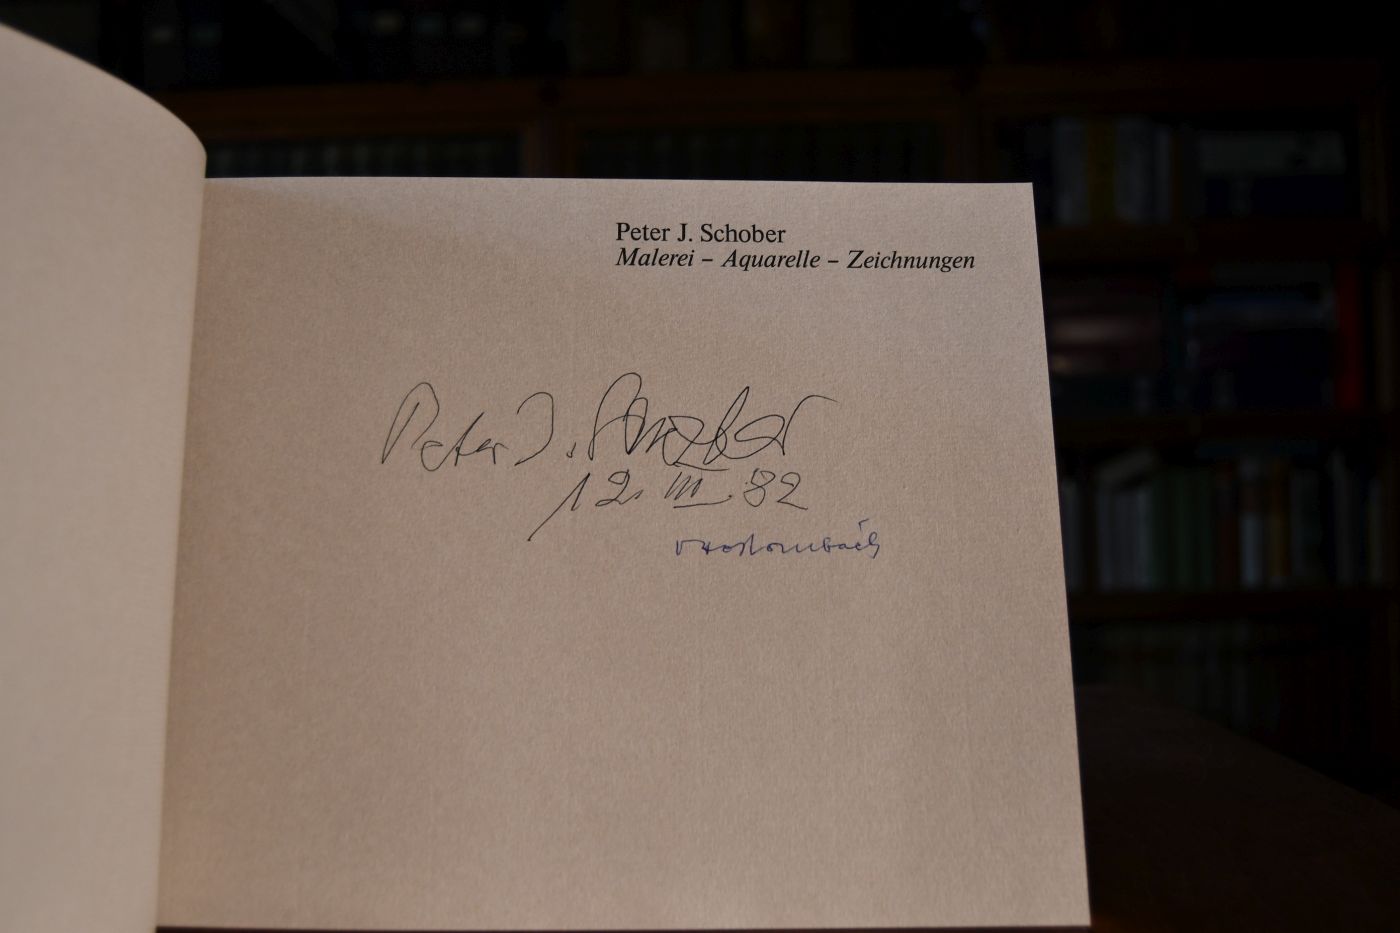 Peter J. Schober
Malerei – Aquarelle – Zeichnungen
Peter J. Schober
12. III. 82